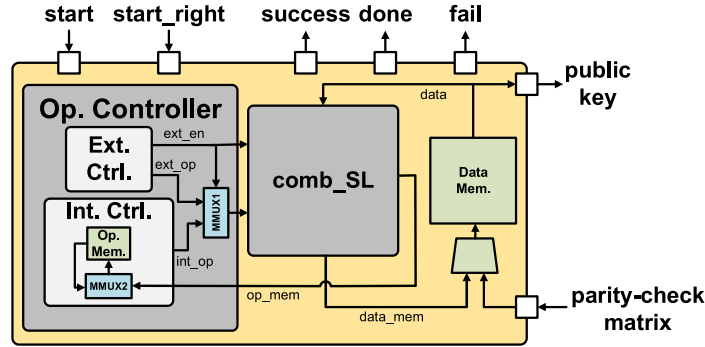 start
start_right
success
done
fail
public
key
Op. Controller
data
ext_en
Ext.
Ctrl.
ext_op
MMUX1
comb_SL
Data
Mem.
Int. Ctrl.
Op.
Mem.
MMUX2
int_op
op_mem
data_mem
parity-check
matrix